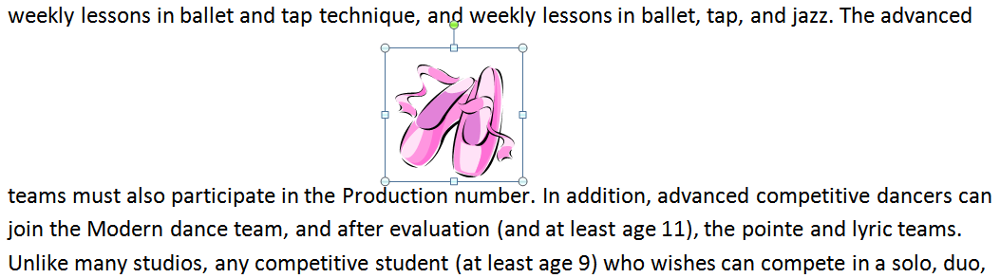 weekly lessons in ballet and tap technique, and weekly lessons in ballet, tap, and jazz. The advanced
teams must also participate in the Production number. In addition, advanced competitive dancers can
join the Modern dance team, and after evaluation (and at least age 11), the pointe and lyric teams.
Unlike many studios, any competitive student (at least age 9) who wishes can compete in a solo, duo,